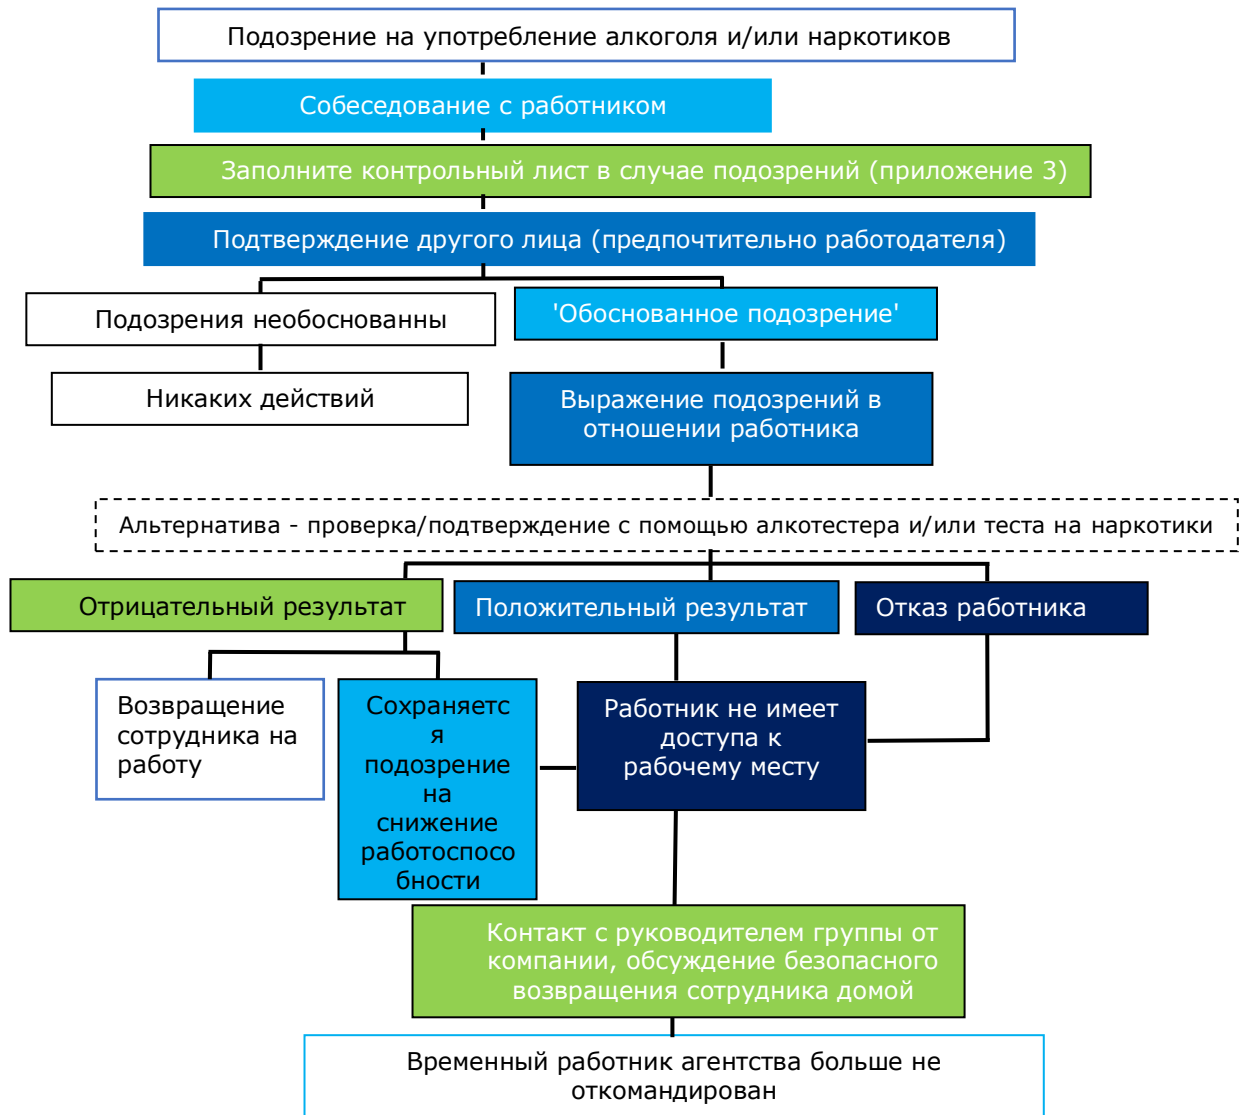 Подозрение на употребление алкоголя и/или наркотиков
Собеседование с работником
Заполните контрольный лист в случае подозрений (приложение 3)
Подтверждение другого лица (предпочтительно работодателя)
Подозрения необоснованны
'Обоснованное подозрение'
Никаких действий
Выражение подозрений в
отношении работника
Альтернатива - проверка/подтверждение с помощью алкотестера и/или теста на наркотики
Отрицательный результат
Положительный результат
Отказ работника
Возвращение
сотрудника на
работу
Сохраняетс
я
подозрение
на
снижение
работоспосо
бности
Работник не имеет
доступа к
рабочему месту
Контакт с руководителем группы от
компании, обсуждение безопасного
возвращения сотрудника домой
Временный работник агентства больше не
откомандирован